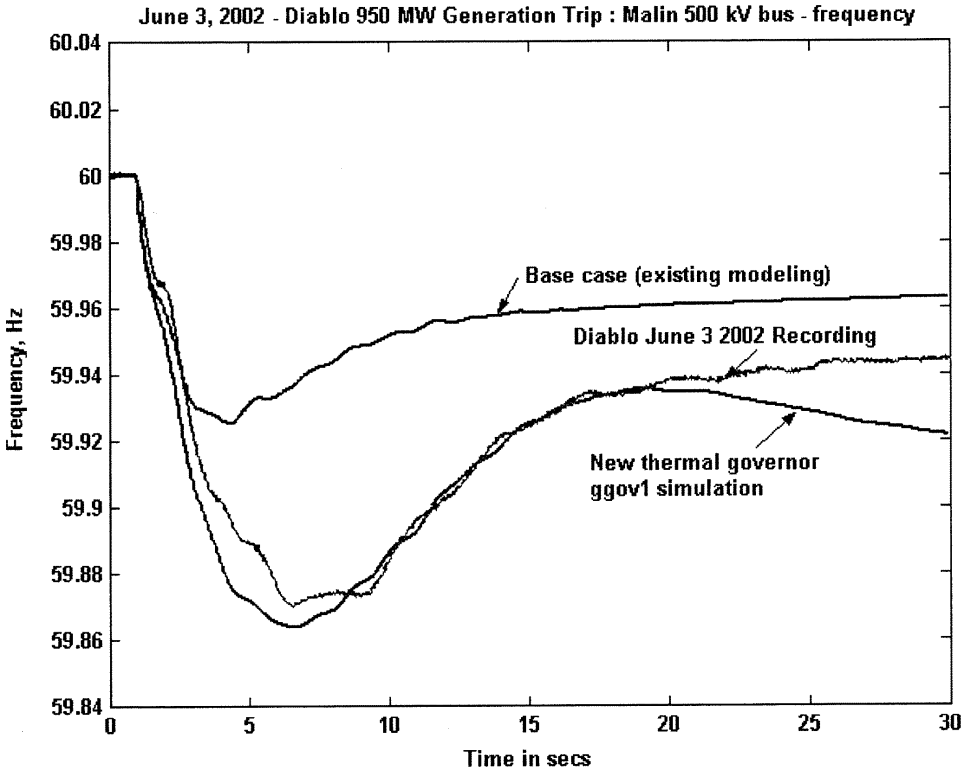 June 3, 2002 - Diablo 950 MW Generation Trip : Malin 500 kV bus - frequency
60.04
60.02
60
59.98
59.96
59.94
59.92
59.9
59.88
59.86
59.84
Frequency, Hz
Base case (existing modeling)
Diablo June 3 2002 Recording
New thermal governor
ggov1 simulation
0
5
10
15
20
25
30
Time in secs